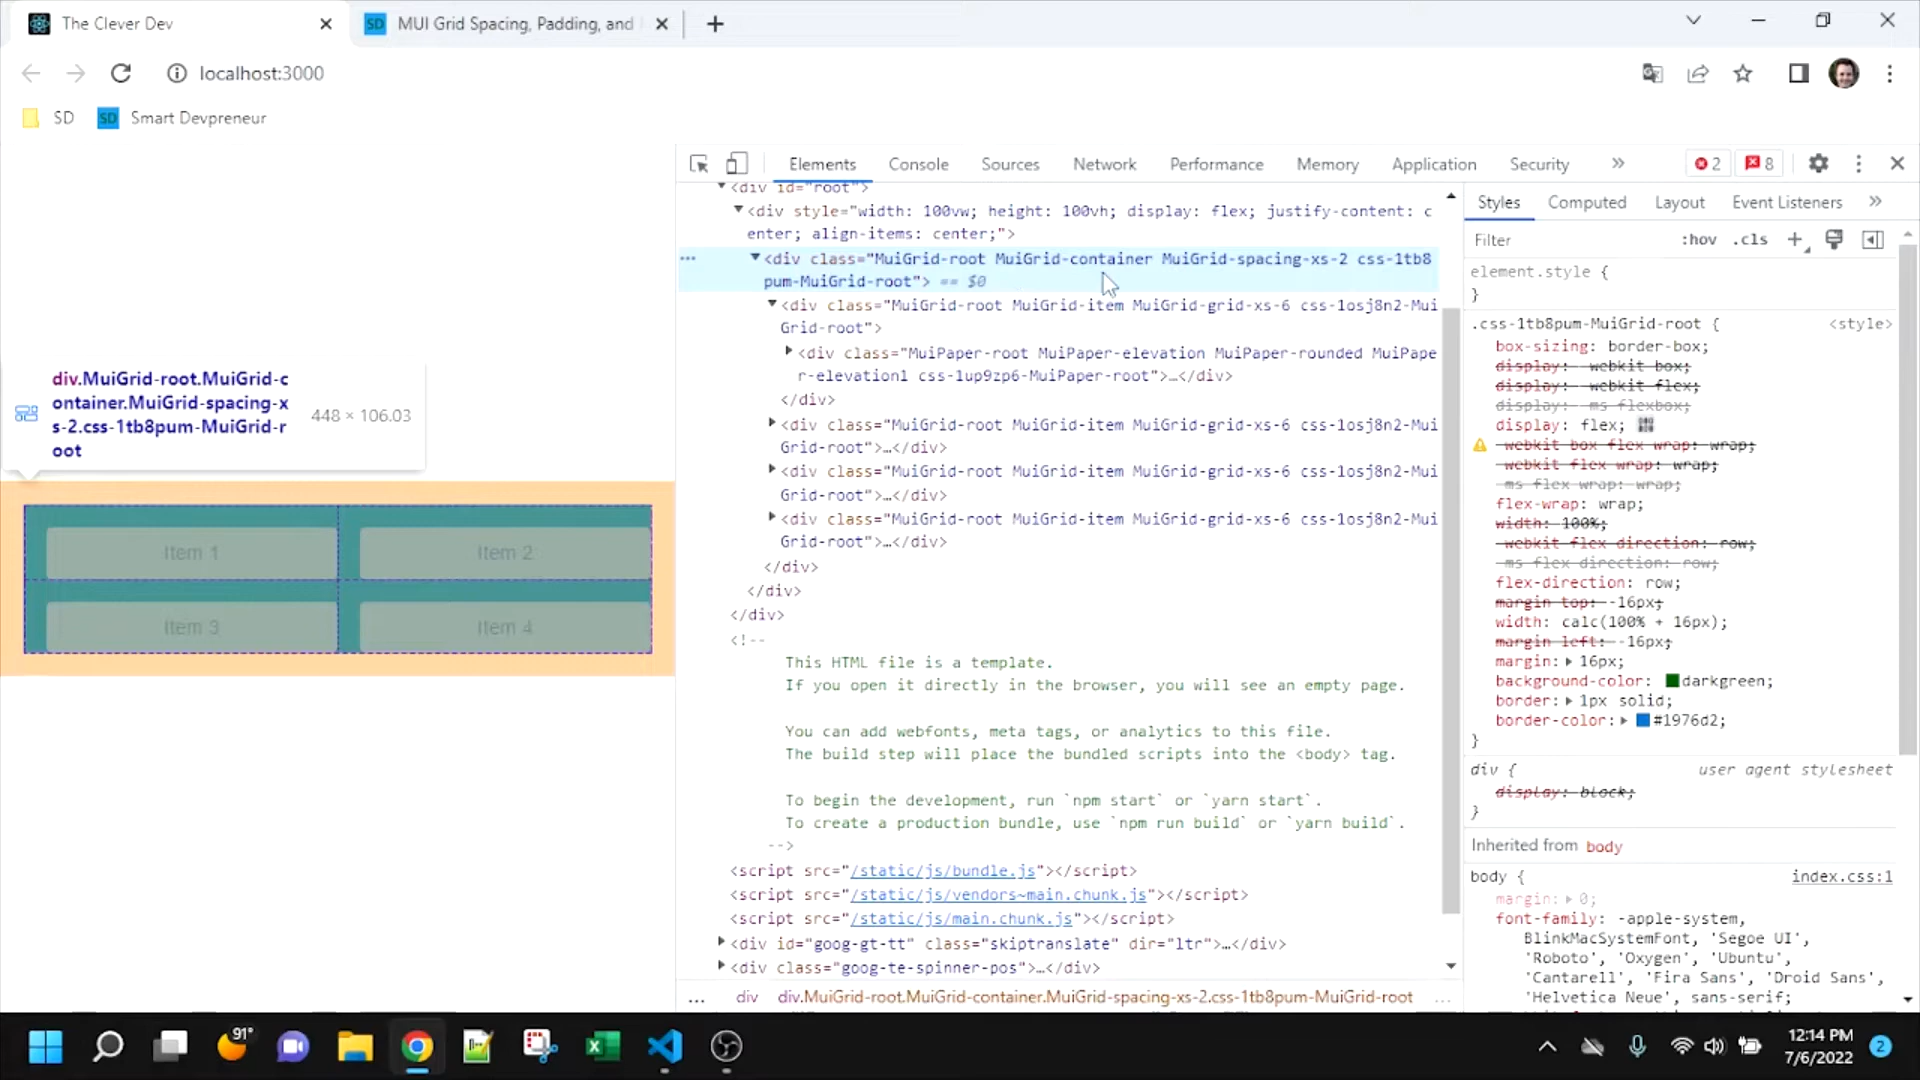 The Clever Dev
MUI Grid Spacing, Padding, and
localhost:3000
SD
Smart Devpreneur
Elements Console Sources Network Performance Memory Application Security » 2 8
<div id="root">
<div style="width: 100vw; height: 100vh; display: flex; justify-content: c
enter; align-items: center;">
<div class="MuiGrid-root MuiGrid-container MuiGrid-spacing-xs-2 css-1tb8
pum-MuiGrid-root"> == $0
<div class="MuiGrid-root MuiGrid-item MuiGrid-grid-xs-6 css-1osj8n2-Mui
Grid-root">
<div class="MuiPaper-root MuiPaper-elevation MuiPaper-rounded MuiPape
r-elevation1 css-1up9zp6-MuiPaper-root">…</div>
</div>
<div class="MuiGrid-root MuiGrid-item MuiGrid-grid-xs-6 css-1osj8n2-Mui
Grid-root">…</div>
<div class="MuiGrid-root MuiGrid-item MuiGrid-grid-xs-6 css-1osj8n2-Mui
Grid-root">…</div>
<div class="MuiGrid-root MuiGrid-item MuiGrid-grid-xs-6 css-1osj8n2-Mui
Grid-root">…</div>
</div>
</div>
</div>
<!--
This HTML file is a template.
If you open it directly in the browser, you will see an empty page.
You can add webfonts, meta tags, or analytics to this file.
The build step will place the bundled scripts into the <body> tag.
To begin the development, run `npm start` or `yarn start`.
To create a production bundle, use `npm run build` or `yarn build`.
-->
<script src="/static/js/bundle.js"></script>
<script src="/static/js/vendors~main.chunk.js"></script>
<script src="/static/js/main.chunk.js"></script>
<div id="goog-gt-tt" class="skiptranslate" dir="ltr">…</div>
<div class="goog-te-spinner-pos">…</div>
... div div.MuiGrid-root.MuiGrid-container.MuiGrid-spacing-xs-2.css-1tb8pum-MuiGrid-root ...
div.MuiGrid-root.MuiGrid-c
ontainer.MuiGrid-spacing-x
s-2.css-1tb8pum-MuiGrid-r
oot
448 × 106.03
Item 1
Item 2
Item 3
Item 4
Styles Computed Layout Event Listeners »
Filter :hov .cls +
element.style {
}
.css-1tb8pum-MuiGrid-root { <style>
box-sizing: border-box;
display: -webkit-box;
display: -webkit-flex;
display: -ms-flexbox;
display: flex;
-webkit-box-flex-wrap: wrap;
-webkit-flex-wrap: wrap;
-ms-flex-wrap: wrap;
flex-wrap: wrap;
width: 100%;
-webkit-flex-direction: row;
-ms-flex-direction: row;
flex-direction: row;
margin-top: -16px;
width: calc(100% + 16px);
margin-left: -16px;
margin: 16px;
background-color: darkgreen;
border: 1px solid;
border-color: #1976d2;
}
div { user agent stylesheet
display: block;
}
Inherited from body
body { index.css:1
margin: 0;
font-family: -apple-system,
BlinkMacSystemFont, 'Segoe UI',
'Roboto', 'Oxygen', 'Ubuntu',
'Cantarell', 'Fira Sans', 'Droid Sans',
'Helvetica Neue', sans-serif;
91°
12:14 PM
7/6/2022
2